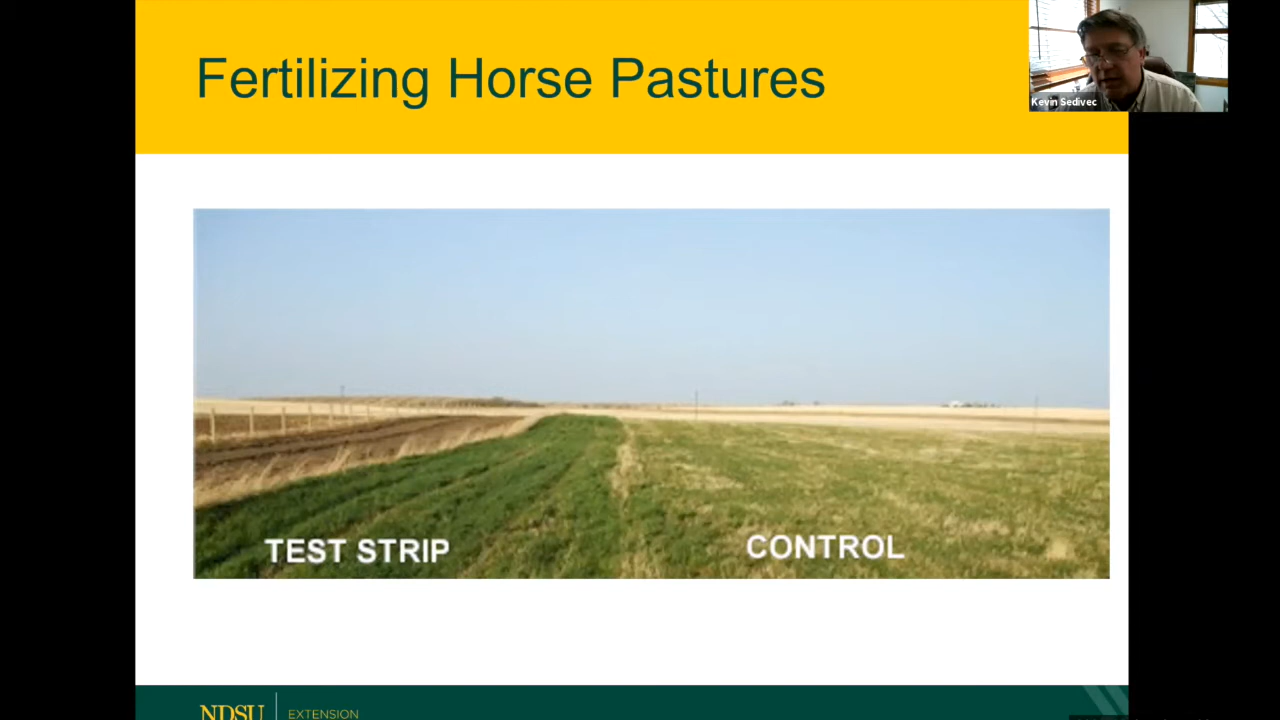 Fertilizing Horse Pastures
Kevin Sedivec
TEST STRIP
CONTROL
NDSU
EXTENSION